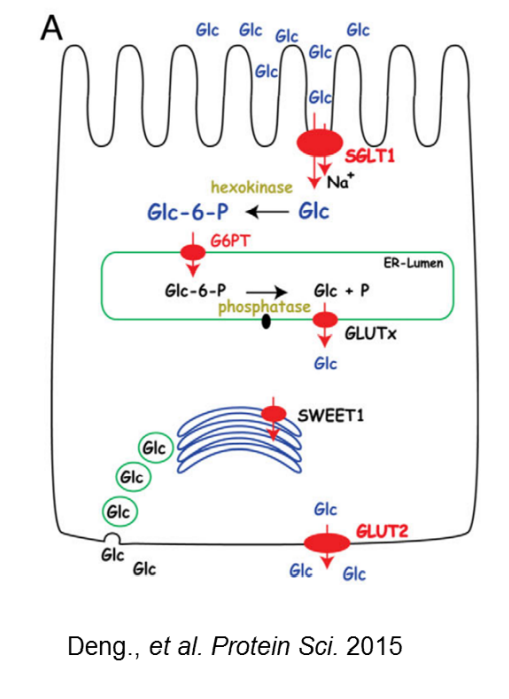 A
Glc Glc Glc Glc
Glc
Glc
Glc
SGLT1
Na+
hexokinase
Glc-6-P Glc
G6PT
ER-Lumen
Glc-6-P Glc + P
phosphatase
GLUTx
Glc
SWEET1
Glc
Glc
Glc
Glc
GLUT2
Glc
Glc
Glc Glc
Deng., et al. Protein Sci. 2015